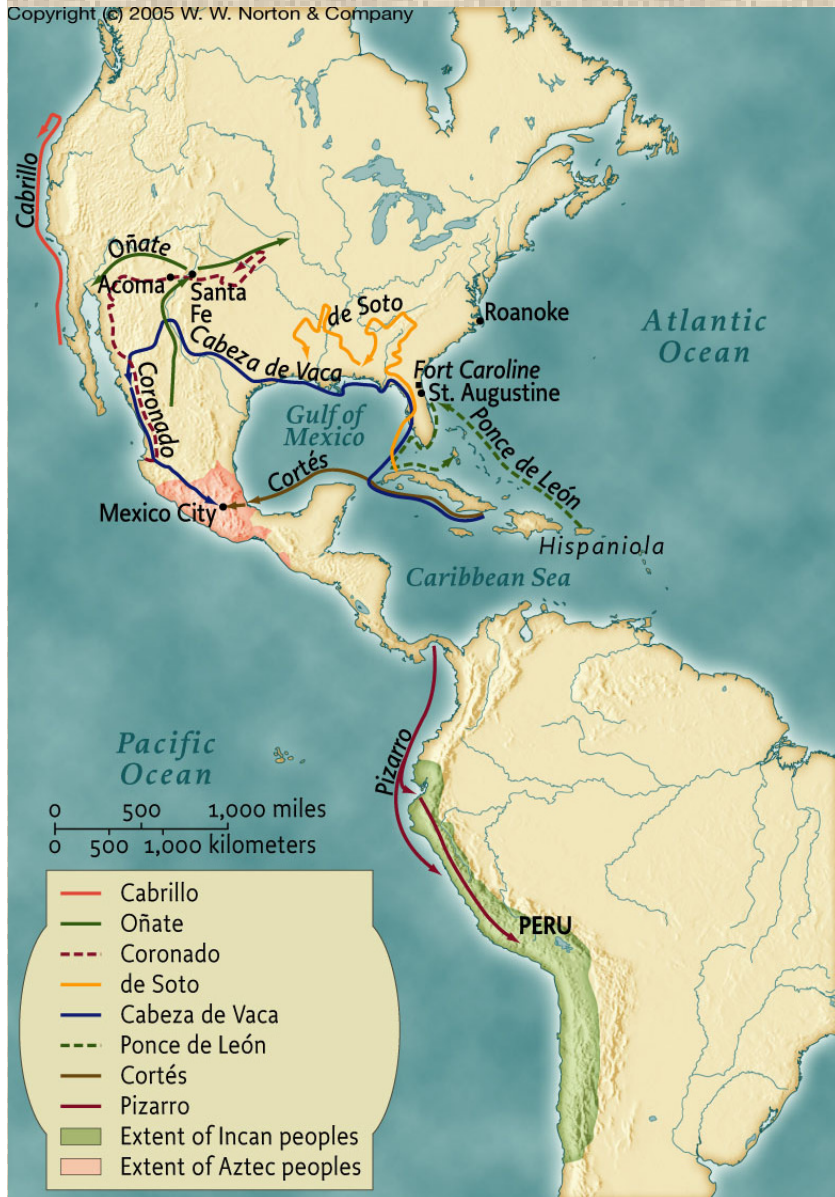 Copyright (c) 2005 W. W. Norton & Company
Cabrillo
Oñate
Acoma
Santa
Fe
de Soto
Roanoke
Atlantic
Ocean
Cabeza de Vaca
Fort Caroline
St. Augustine
Coronado
Gulf of
Mexico
Ponce de León
Cortés
Mexico City
Hispaniola
Caribbean Sea
Pacific
Ocean
Pizarro
0 500 1,000 miles
0 500 1,000 kilometers
PERU
Cabrillo
Oñate
Coronado
de Soto
Cabeza de Vaca
Ponce de León
Cortés
Pizarro
Extent of Incan peoples
Extent of Aztec peoples